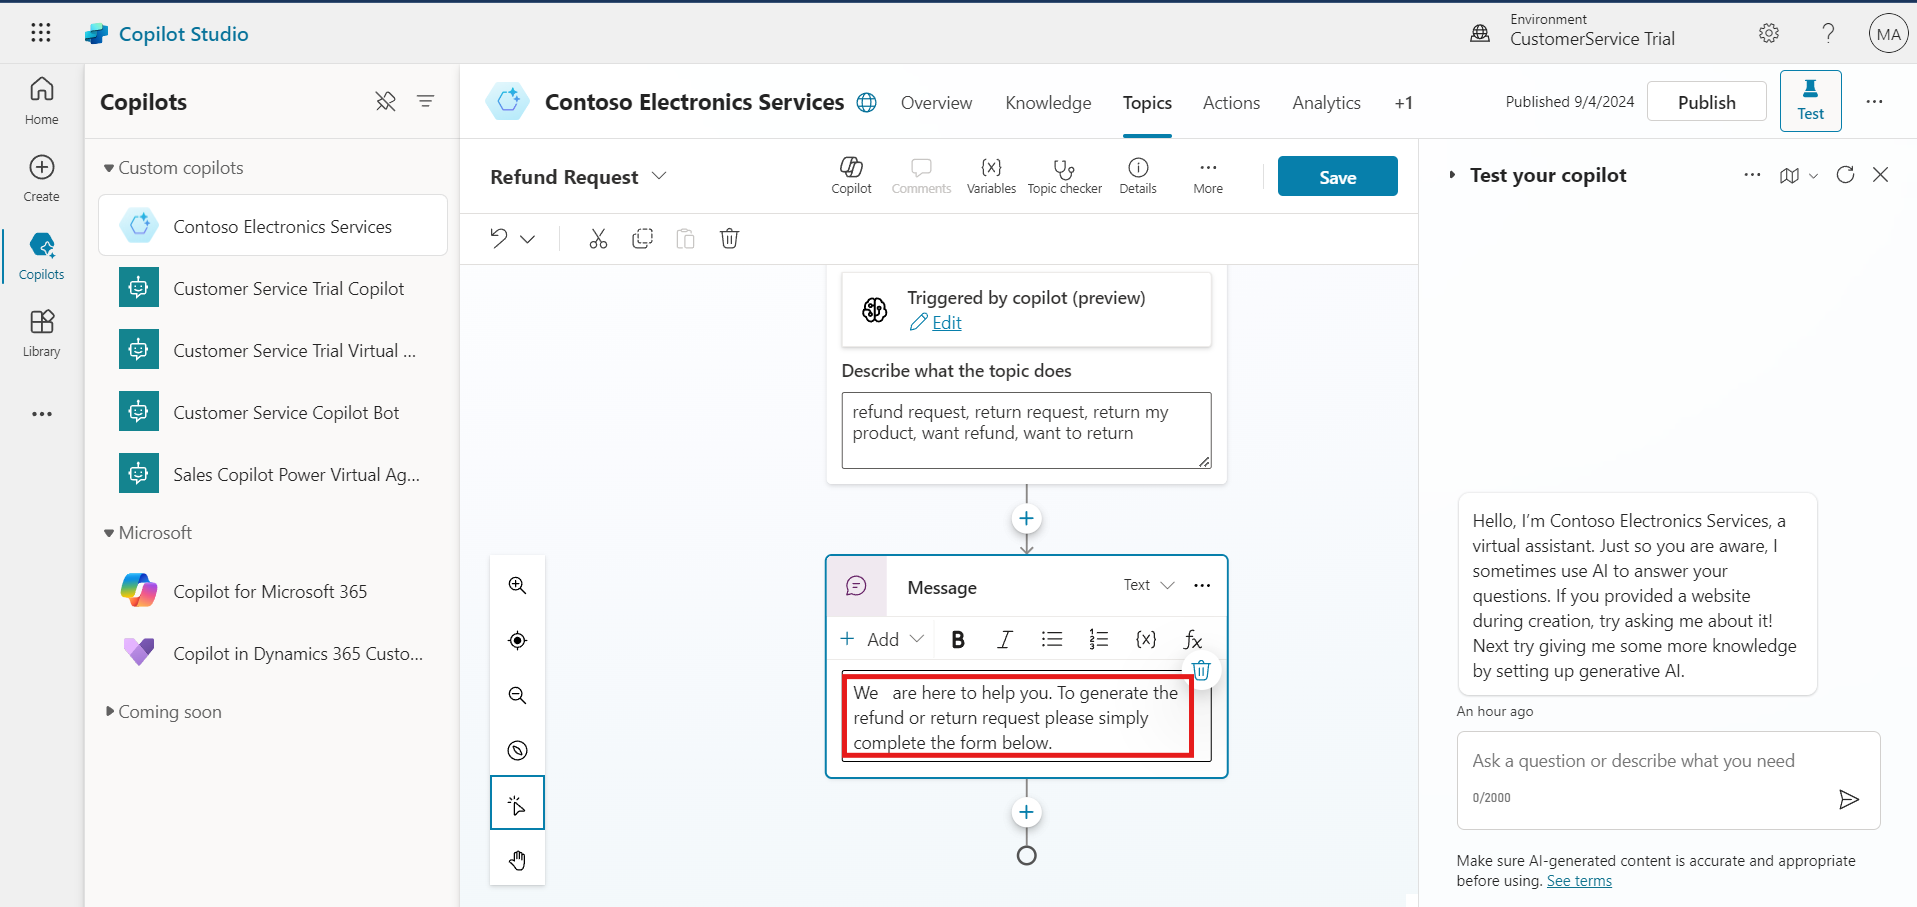 Copilot Studio
Environment
CustomerService Trial
MA
Home
Create
Copilots
Library
Copilots
Custom copilots
Contoso Electronics Services
Customer Service Trial Copilot
Customer Service Trial Virtual ...
Customer Service Copilot Bot
Sales Copilot Power Virtual Ag...
Microsoft
Copilot for Microsoft 365
Copilot in Dynamics 365 Custo...
Coming soon
Contoso Electronics Services
Overview
Knowledge
Topics
Actions
Analytics
+1
Published 9/4/2024
Publish
Test
Refund Request
Copilot
Comments
{x}
Variables
Topic checker
Details
More
Save
Triggered by copilot (preview)
Edit
Describe what the topic does
refund request, return request, return my
product, want refund, want to return
Message
Text
+ Add
B
I
{x}
fx
We are here to help you. To generate the
refund or return request please simply
complete the form below.
Test your copilot
Hello, I'm Contoso Electronics Services, a
virtual assistant. Just so you are aware, I
sometimes use AI to answer your
questions. If you provided a website
during creation, try asking me about it!
Next try giving me some more knowledge
by setting up generative AI.
An hour ago
Ask a question or describe what you need
0/2000
Make sure AI-generated content is accurate and appropriate
before using. See terms